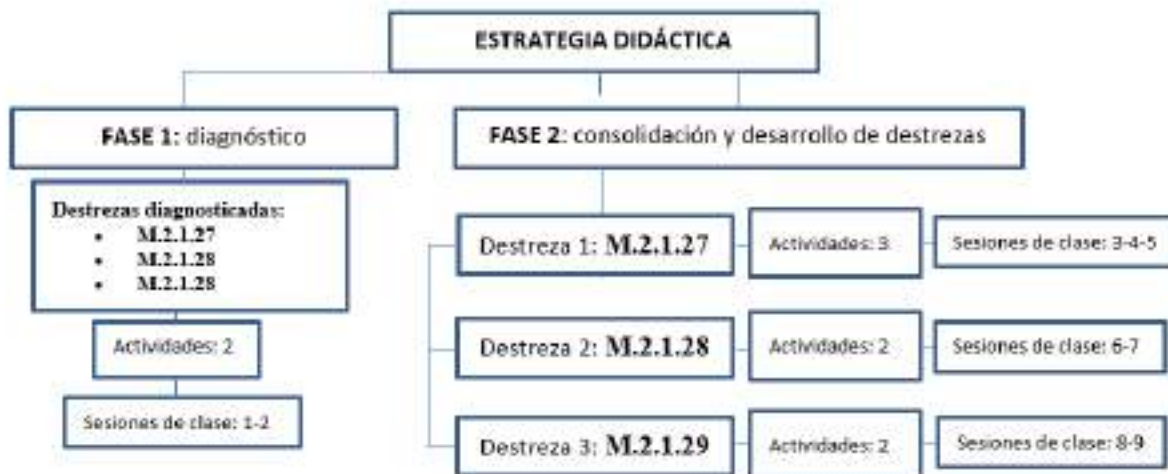 ESTRATEGIA DIDÁCTICA
FASE 1: diagnóstico
Destrezas diagnosticadas:
• M.2.1.27
• M.2.1.28
• M.2.1.28
Actividades: 2
Sesiones de clase: 1-2
FASE 2: consolidación y desarrollo de destrezas
Destreza 1: M.2.1.27
Actividades: 3
Sesiones de clase: 3-4-5
Destreza 2: M.2.1.28
Actividades: 2
Sesiones de clase: 6-7
Destreza 3: M.2.1.29
Actividades: 2
Sesiones de clase: 8-9